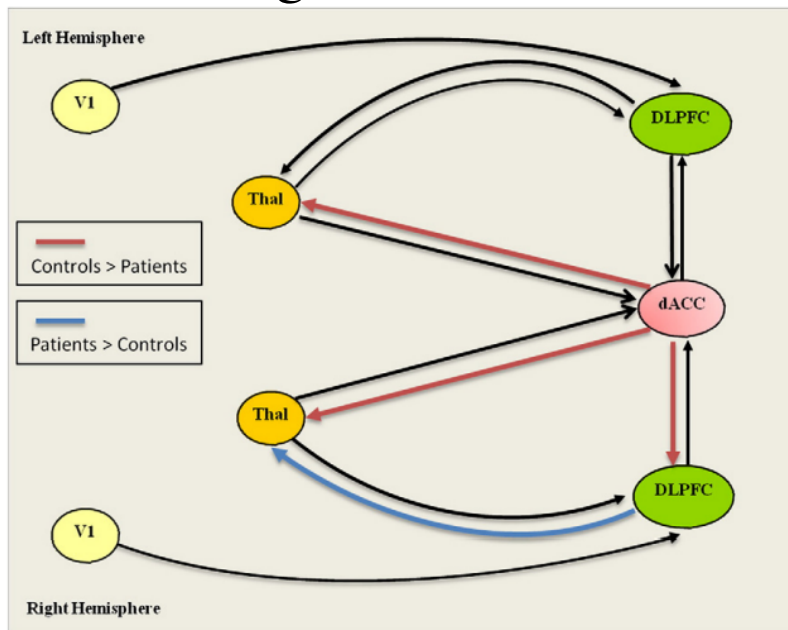 Left Hemisphere
V1
DLPFC
Thal
Controls > Patients
dACC
Patients > Controls
Thal
DLPFC
V1
Right Hemisphere